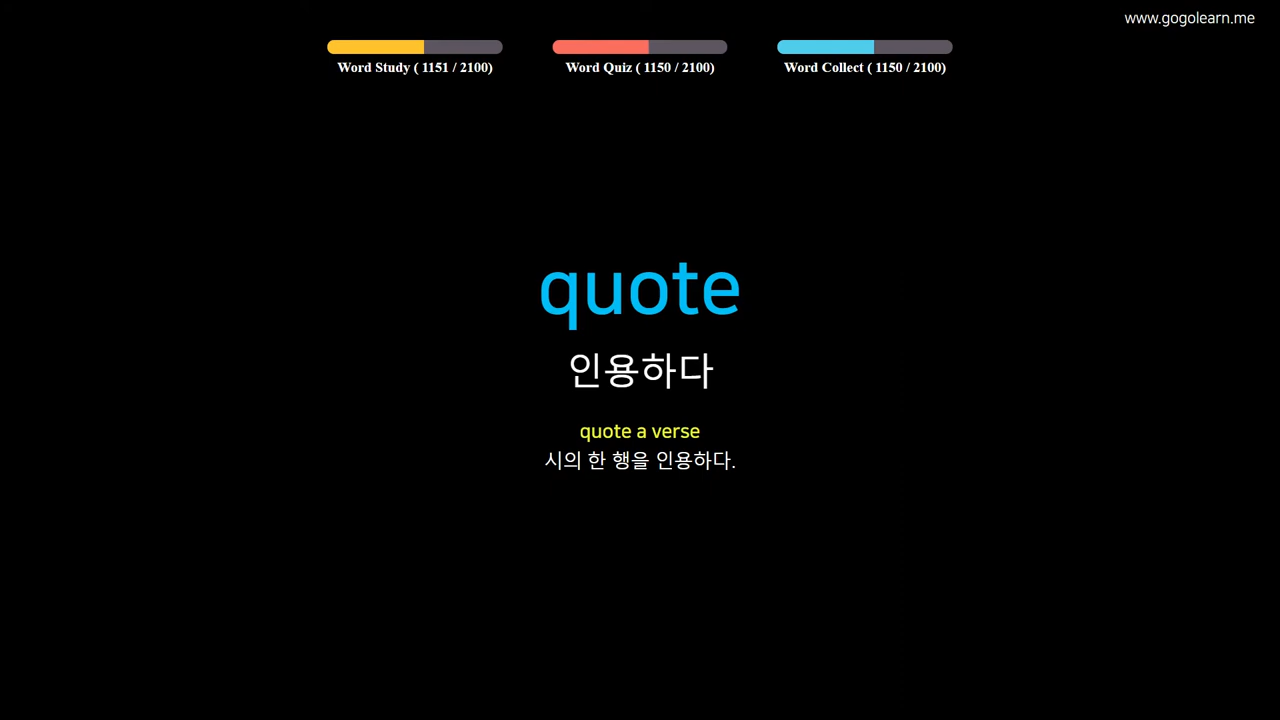 www.gogolearn.me
Word Study ( 1151 / 2100)
Word Quiz ( 1150 / 2100)
Word Collect ( 1150 / 2100)
quote
인용하다
quote a verse
시의 한 행을 인용하다.